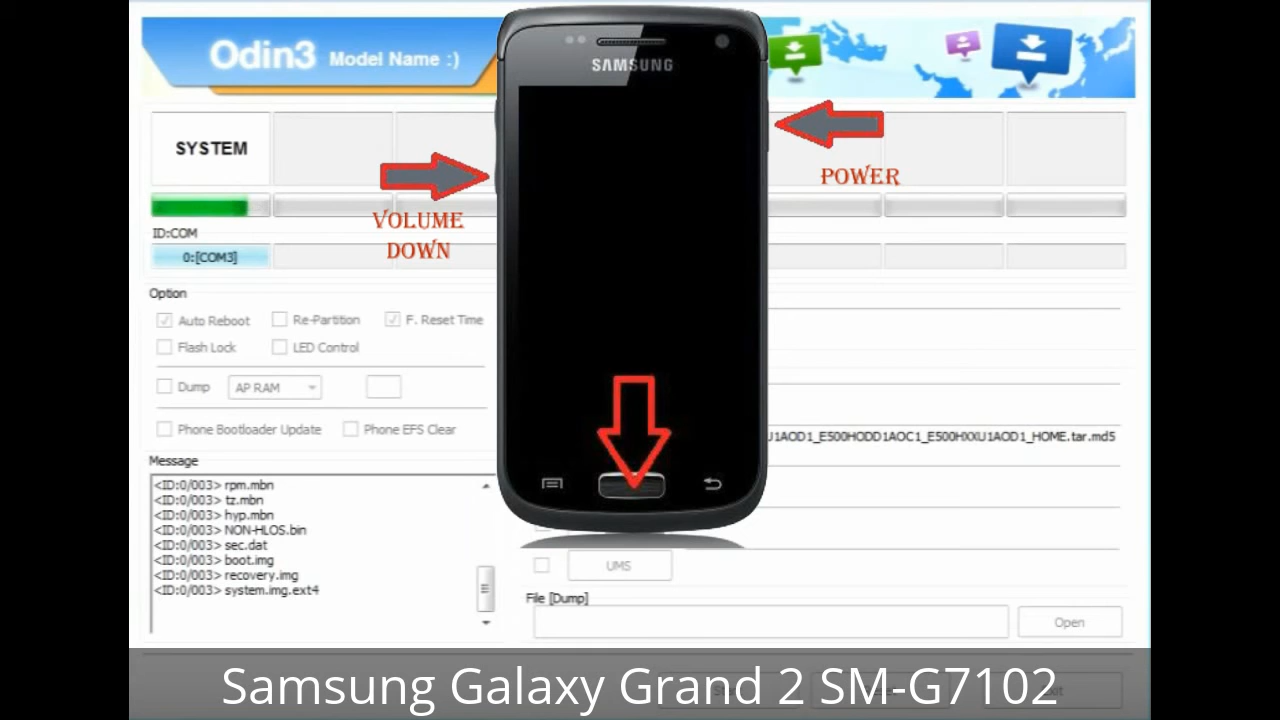 Odin3 Model Name :)
SAMSUNG
SYSTEM
POWER
VOLUME
DOWN
ID:COM
0:[COM3]
Option
Auto Reboot
Re-Partition
F. Reset Time
Flash Lock
LED Control
Dump
AP RAM
Phone Bootloader Update
Phone EFS Clear
U1AOD1_E500HODD1AOC1_E500HXXU1AOD1_HOME.tar.md5
Message
<ID:0/003> rpm.mbn
<ID:0/003> tz.mbn
<ID:0/003> hyp.mbn
<ID:0/003> NON-HLOS.bin
<ID:0/003> sec.dat
<ID:0/003> boot.img
<ID:0/003> recovery.img
<ID:0/003> system.img.ext4
UMS
File [Dump]
Open
Samsung Galaxy Grand 2 SM-G7102